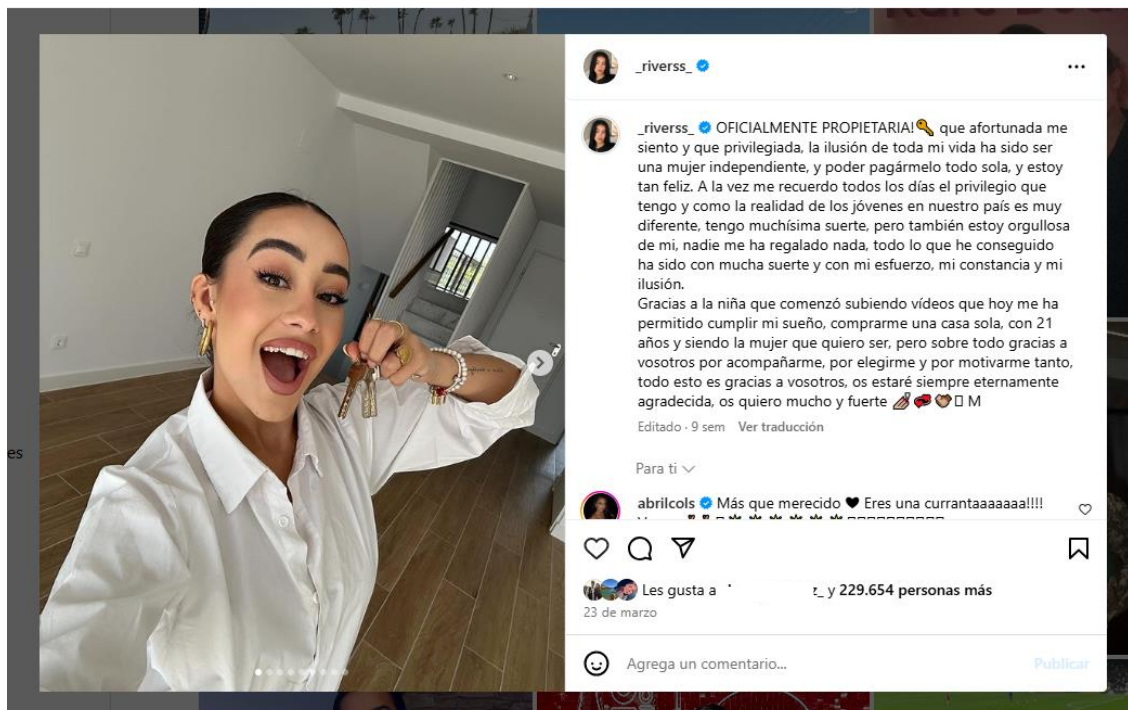 es
_riverss_
_riverss_ OFICIALMENTE PROPIETARIA!🔑 que afortunada me
siento y que privilegiada, la ilusión de toda mi vida ha sido ser
una mujer independiente, y poder pagármelo todo sola, y estoy
tan feliz. A la vez me recuerdo todos los días el privilegio que
tengo y como la realidad de los jóvenes en nuestro país es muy
diferente, tengo muchísima suerte, pero también estoy orgullosa
de mi, nadie me ha regalado nada, todo lo que he conseguido
ha sido con mucha suerte y con mi esfuerzo, mi constancia y mi
ilusión.
Gracias a la niña que comenzó subiendo vídeos que hoy me ha
permitido cumplir mi sueño, comprarme una casa sola, con 21
años y siendo la mujer que quiero ser, pero sobre todo gracias a
vosotros por acompañarme, por elegirme y por motivarme tanto,
todo esto es gracias a vosotros, os estaré siempre eternamente
agradecida, os quiero mucho y fuerte M
Editado · 9 sem Ver traducción
Para ti
abrilcols Más que merecido ♥ Eres una currantaaaaaaa!!!!
Les gusta a z_ y 229.654 personas más
23 de marzo
Agrega un comentario...
Publicar